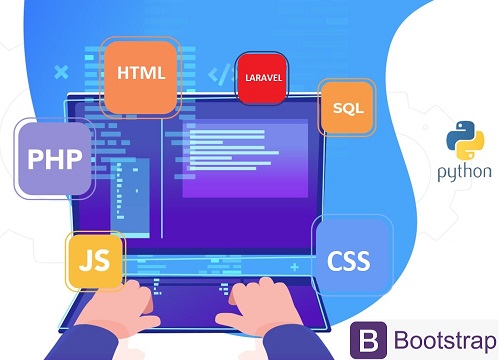 HTML
LARAVEL
SQL
PHP
python
JS
CSS
B Bootstrap